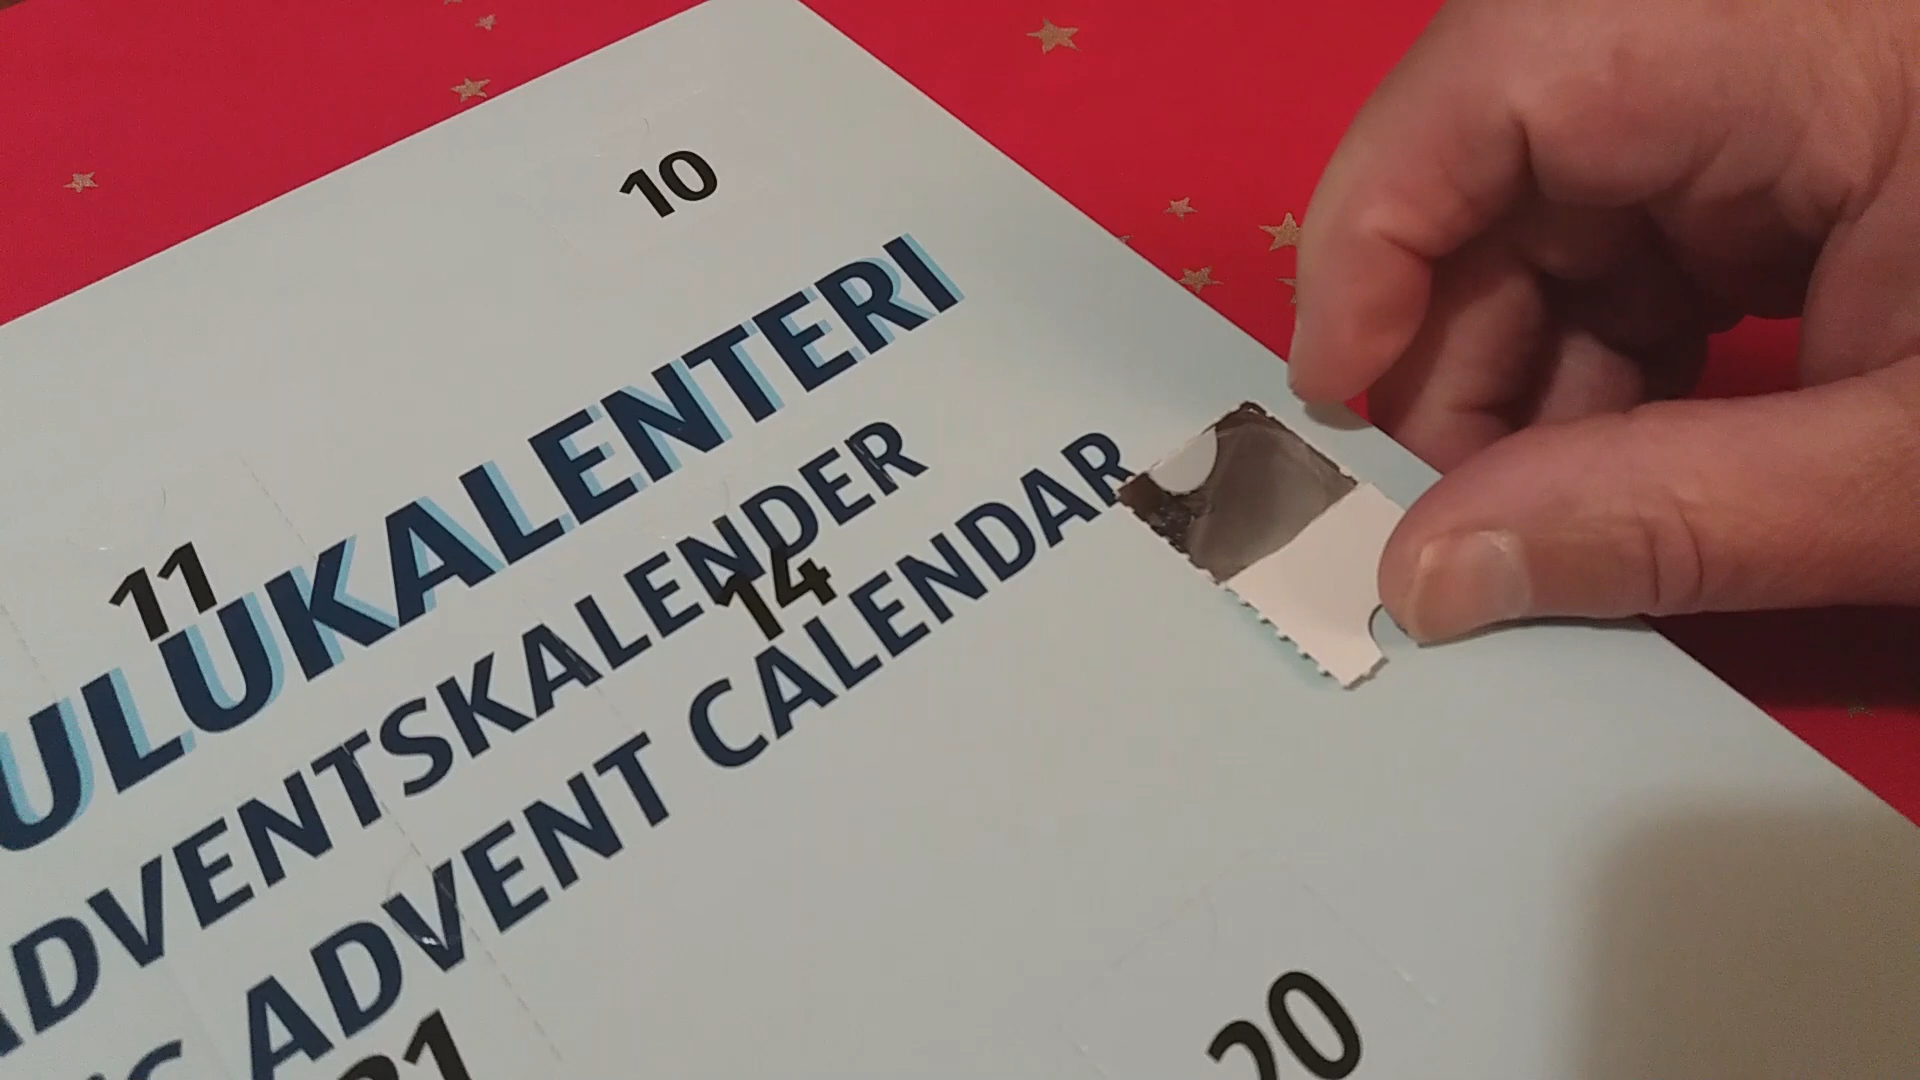 10
11
ULUKALENTERI
14
ADVENTSKALENDER
ADVENT CALENDAR
20